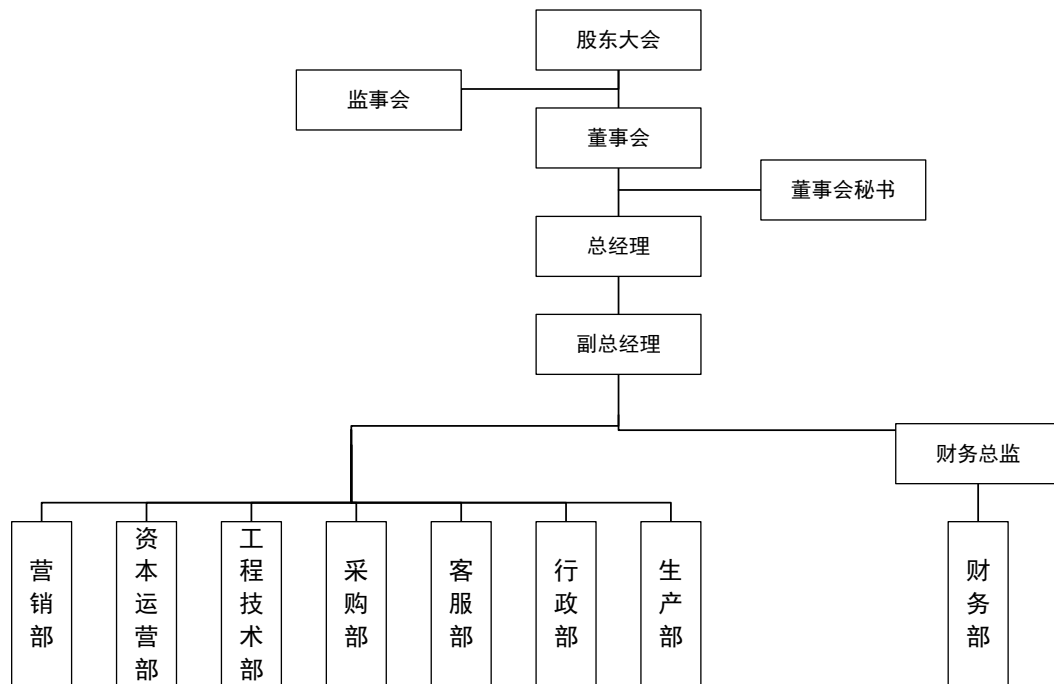 股东大会
监事会
董事会
董事会秘书
总经理
副总经理
财务总监
营销部
资本运营部
工程技术部
采购部
客服部
行政部
生产部
财务部